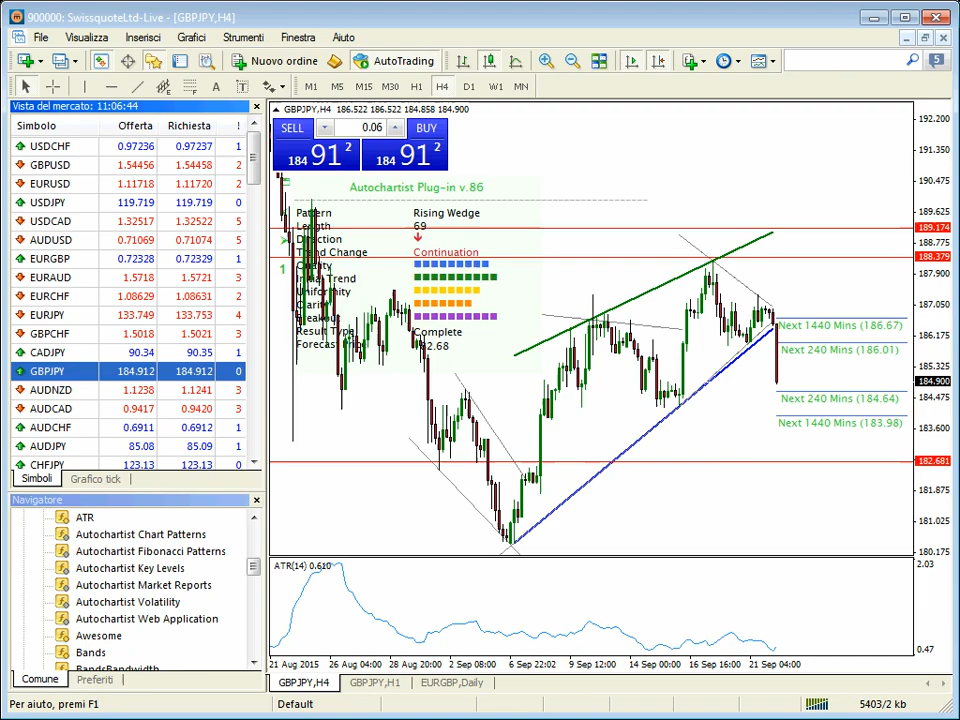 900000: SwissquoteLtd-Live - [GBPJPY,H4]
File Visualizza Inserisci Grafici Strumenti Finestra Aiuto
Nuovo ordine AutoTrading 5
A T M1 M5 M15 M30 H1 H4 D1 W1 MN
Vista del mercato: 11:06:44
Simbolo Offerta Richiesta !
USDCHF 0.97236 0.97237 1
GBPUSD 1.54456 1.54458 2
EURUSD 1.11718 1.11720 2
USDJPY 119.719 119.719 0
USDCAD 1.32517 1.32522 5
AUDUSD 0.71069 0.71074 5
EURGBP 0.72328 0.72329 1
EURAUD 1.5718 1.5721 3
EURCHF 1.08629 1.08631 2
EURJPY 133.749 133.753 4
GBPCHF 1.5018 1.5021 3
CADJPY 90.34 90.35 1
GBPJPY 184.912 184.912 0
AUDNZD 1.1238 1.1241 3
AUDCAD 0.9417 0.9420 3
AUDCHF 0.6911 0.6912 1
AUDJPY 85.08 85.09 1
CHFJPY 123.13 123.19 0
Simboli Grafico tick
Navigatore
ATR
Autochartist Chart Patterns
Autochartist Fibonacci Patterns
Autochartist Key Levels
Autochartist Market Reports
Autochartist Volatility
Autochartist Web Application
Awesome
Bands
BandsBandwidth
Comune Preferiti
GBPJPY,H4 186.522 186.522 184.858 184.900
SELL 0.06 BUY
184 91 2 184 91 2
Autochartist Plug-in v.86
Pattern Rising Wedge
Length 69
Direction
Trend Change Continuation
Quality
1 Initial Trend
Uniformity
Clarity
Breakout
Result Type Complete
Forecast
Next 1440 Mins (186.67)
Next 240 Mins (186.01)
Next 240 Mins (184.64)
Next 1440 Mins (183.98)
192.200
191.350
190.475
189.625
189.174
188.775
188.379
187.900
187.050
186.175
185.325
184.900
184.475
183.600
182.681
181.875
181.025
180.175
ATR(14) 0.610
2.03
0.47
21 Aug 2015 26 Aug 04:00 28 Aug 20:00 2 Sep 08:00 6 Sep 22:02 9 Sep 12:00 14 Sep 00:00 16 Sep 16:00 21 Sep 04:00
GBPJPY,H4 GBPJPY,H1 EURGBP,Daily
Per aiuto, premi F1 Default 5403/2 kb